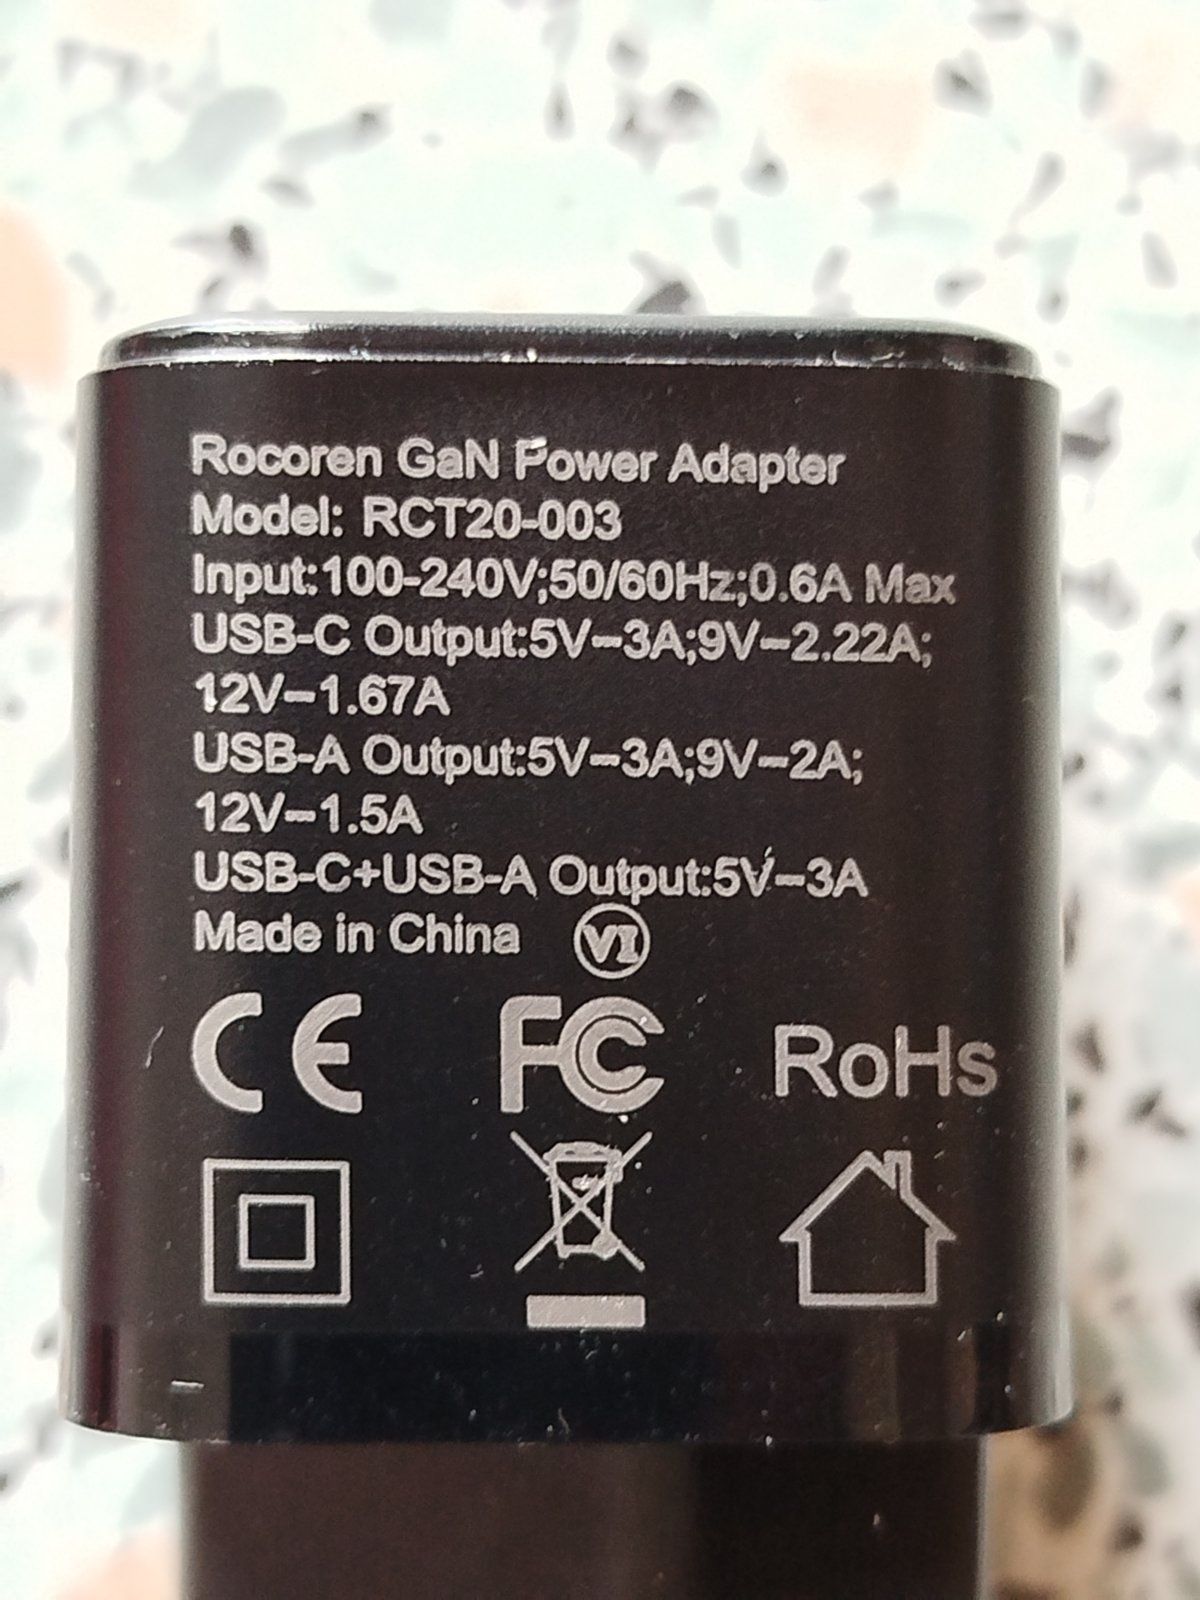 Rocoren GaN Power Adapter
Model: RCT20-003
Input:100-240V;50/60Hz;0.6A Max
USB-C Output:5V⎓3A;9V⎓2.22A;
12V⎓1.67A
USB-A Output:5V⎓3A;9V⎓2A;
12V⎓1.5A
USB-C+USB-A Output:5V⎓3A
Made in China VI
CE FC RoHs